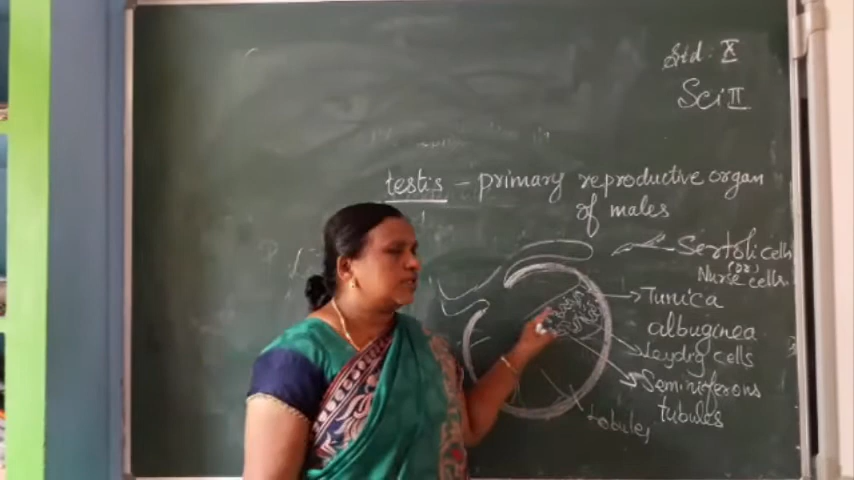 Std: X
Sci II
testis - primary reproductive organ
of males
Sertoli cells
(or)
Nurse cells
Tunica
albuginea
Leydig cells
Seminiferous
tubules
lobules